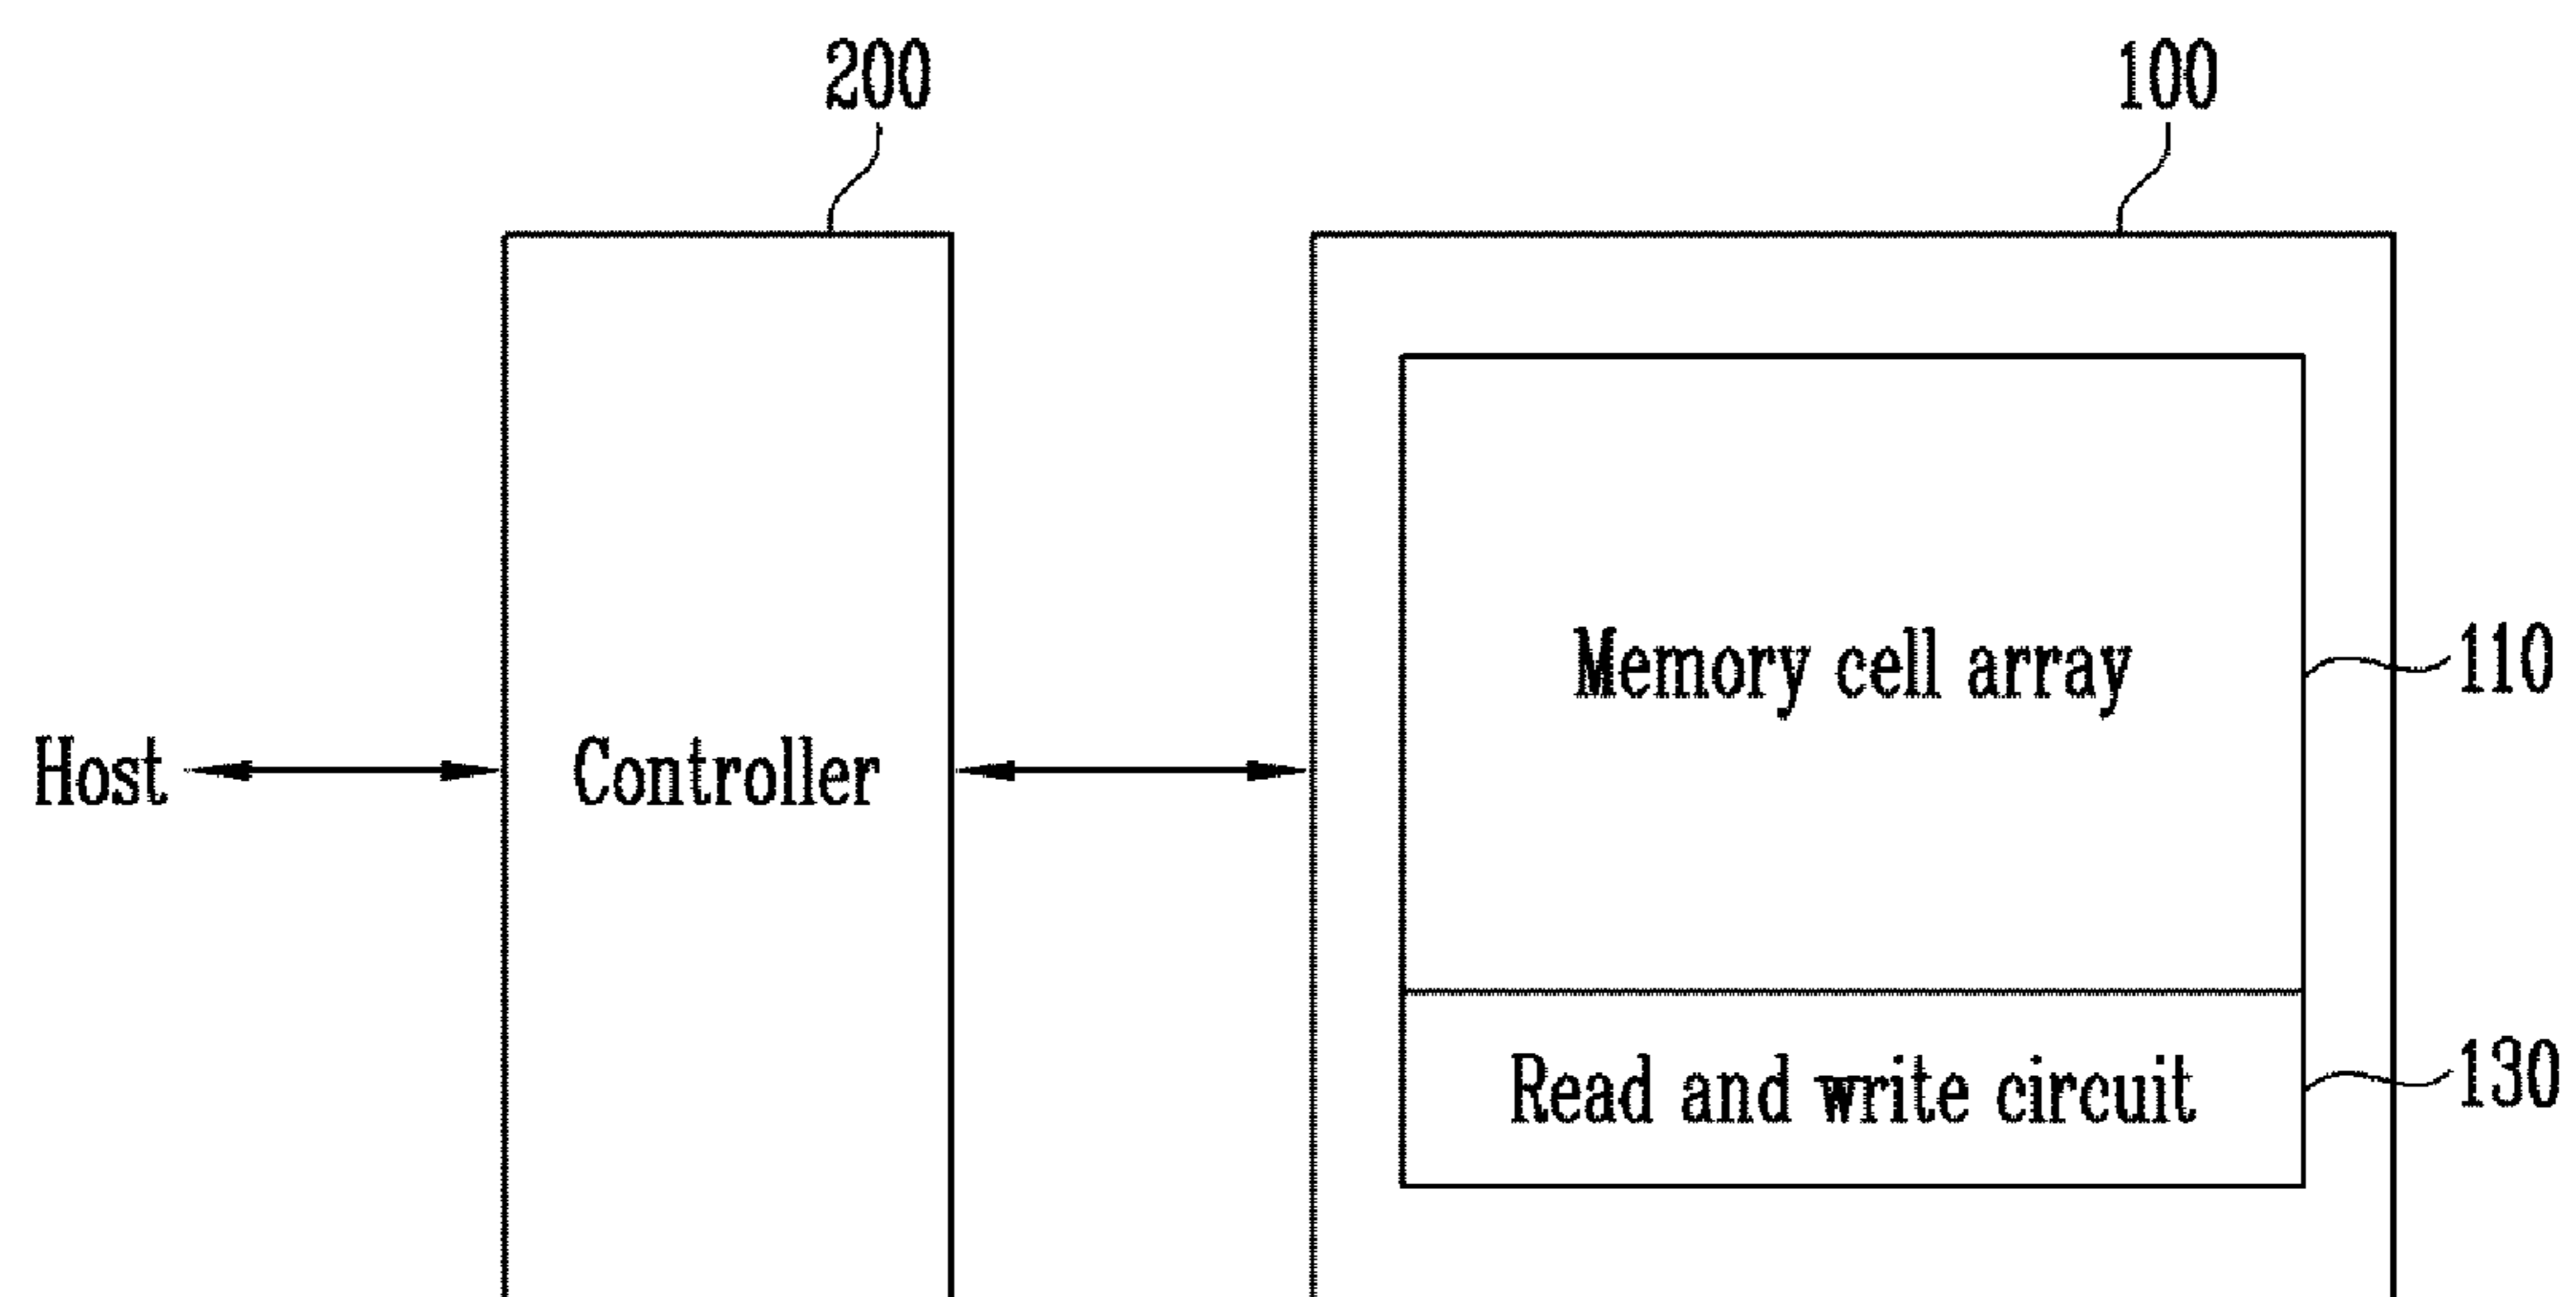 200
100
Memory cell array
110
Host
Controller
Read and write circuit
130